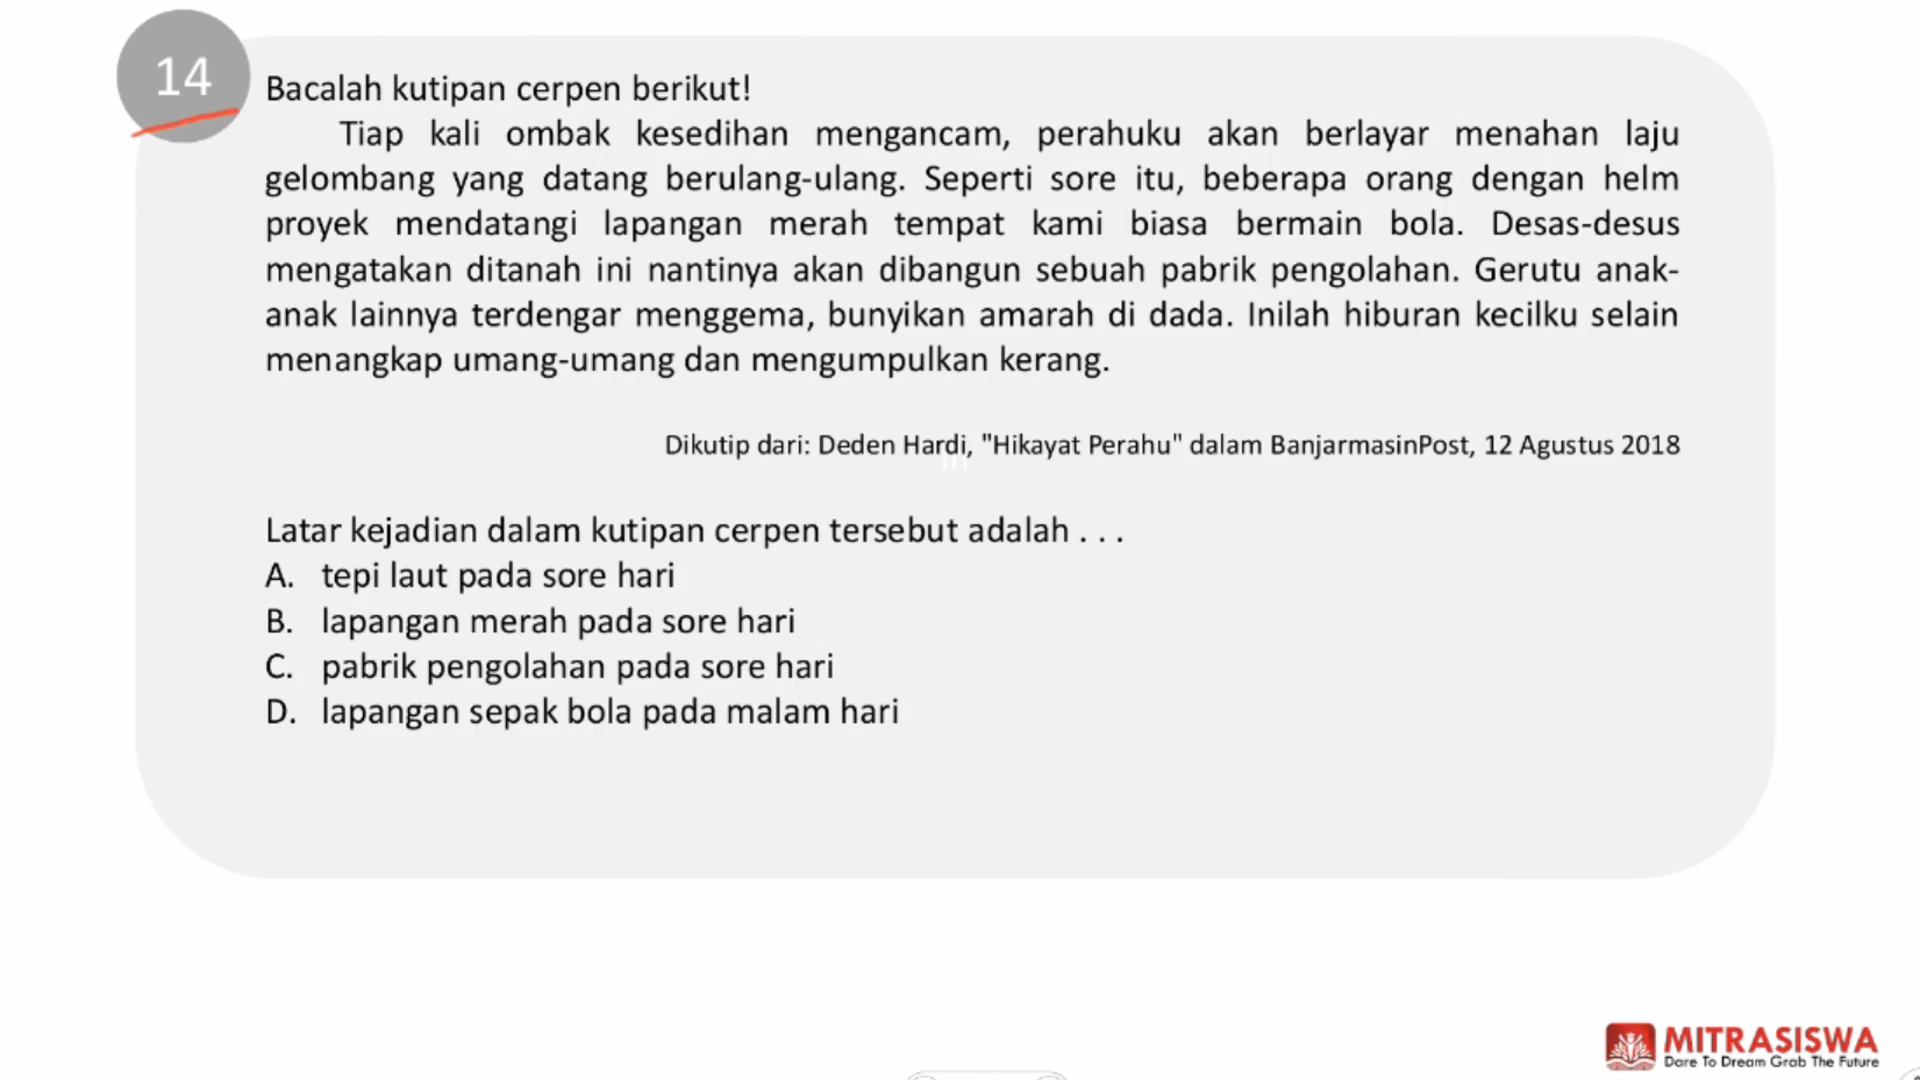 14
Bacalah kutipan cerpen berikut!
Tiap kali ombak kesedihan mengancam, perahuku akan berlayar menahan laju
gelombang yang datang berulang-ulang. Seperti sore itu, beberapa orang dengan helm
proyek mendatangi lapangan merah tempat kami biasa bermain bola. Desas-desus
mengatakan ditanah ini nantinya akan dibangun sebuah pabrik pengolahan. Gerutu anak-
anak lainnya terdengar menggema, bunyikan amarah di dada. Inilah hiburan kecilku selain
menangkap umang-umang dan mengumpulkan kerang.
Dikutip dari: Deden Hardi, "Hikayat Perahu" dalam BanjarmasinPost, 12 Agustus 2018
Latar kejadian dalam kutipan cerpen tersebut adalah . . .
A. tepi laut pada sore hari
B. lapangan merah pada sore hari
C. pabrik pengolahan pada sore hari
D. lapangan sepak bola pada malam hari
MITRASISWA
Dare To Dream Grab The Future